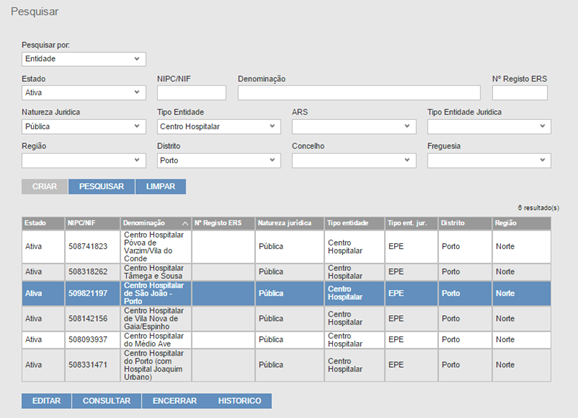 Pesquisar
Pesquisar por:
Entidade
Estado NIPC/NIF Denominação Nº Registo ERS
Ativa
Natureza Jurídica Tipo Entidade ARS Tipo Entidade Jurídica
Pública Centro Hospitalar
Região Distrito Concelho Freguesia
Porto
CRIAR PESQUISAR LIMPAR
6 resultado(s)
Estado NIPC/NIF Denominação Nº Registo ERS Natureza jurídica Tipo entidade Tipo ent. jur. Distrito Região
Ativa 508741823 Centro Hospitalar Póvoa de Varzim/Vila do Conde Pública Centro Hospitalar EPE Porto Norte
Ativa 508318262 Centro Hospitalar Tâmega e Sousa Pública Centro Hospitalar EPE Porto Norte
Ativa 509821197 Centro Hospitalar de São João - Porto Pública Centro Hospitalar EPE Porto Norte
Ativa 508142156 Centro Hospitalar de Vila Nova de Gaia/Espinho Pública Centro Hospitalar EPE Porto Norte
Ativa 508093937 Centro Hospitalar do Médio Ave Pública Centro Hospitalar EPE Porto Norte
Ativa 508331471 Centro Hospitalar do Porto (com Hospital Joaquim Urbano) Pública Centro Hospitalar EPE Porto Norte
EDITAR CONSULTAR ENCERRAR HISTORICO